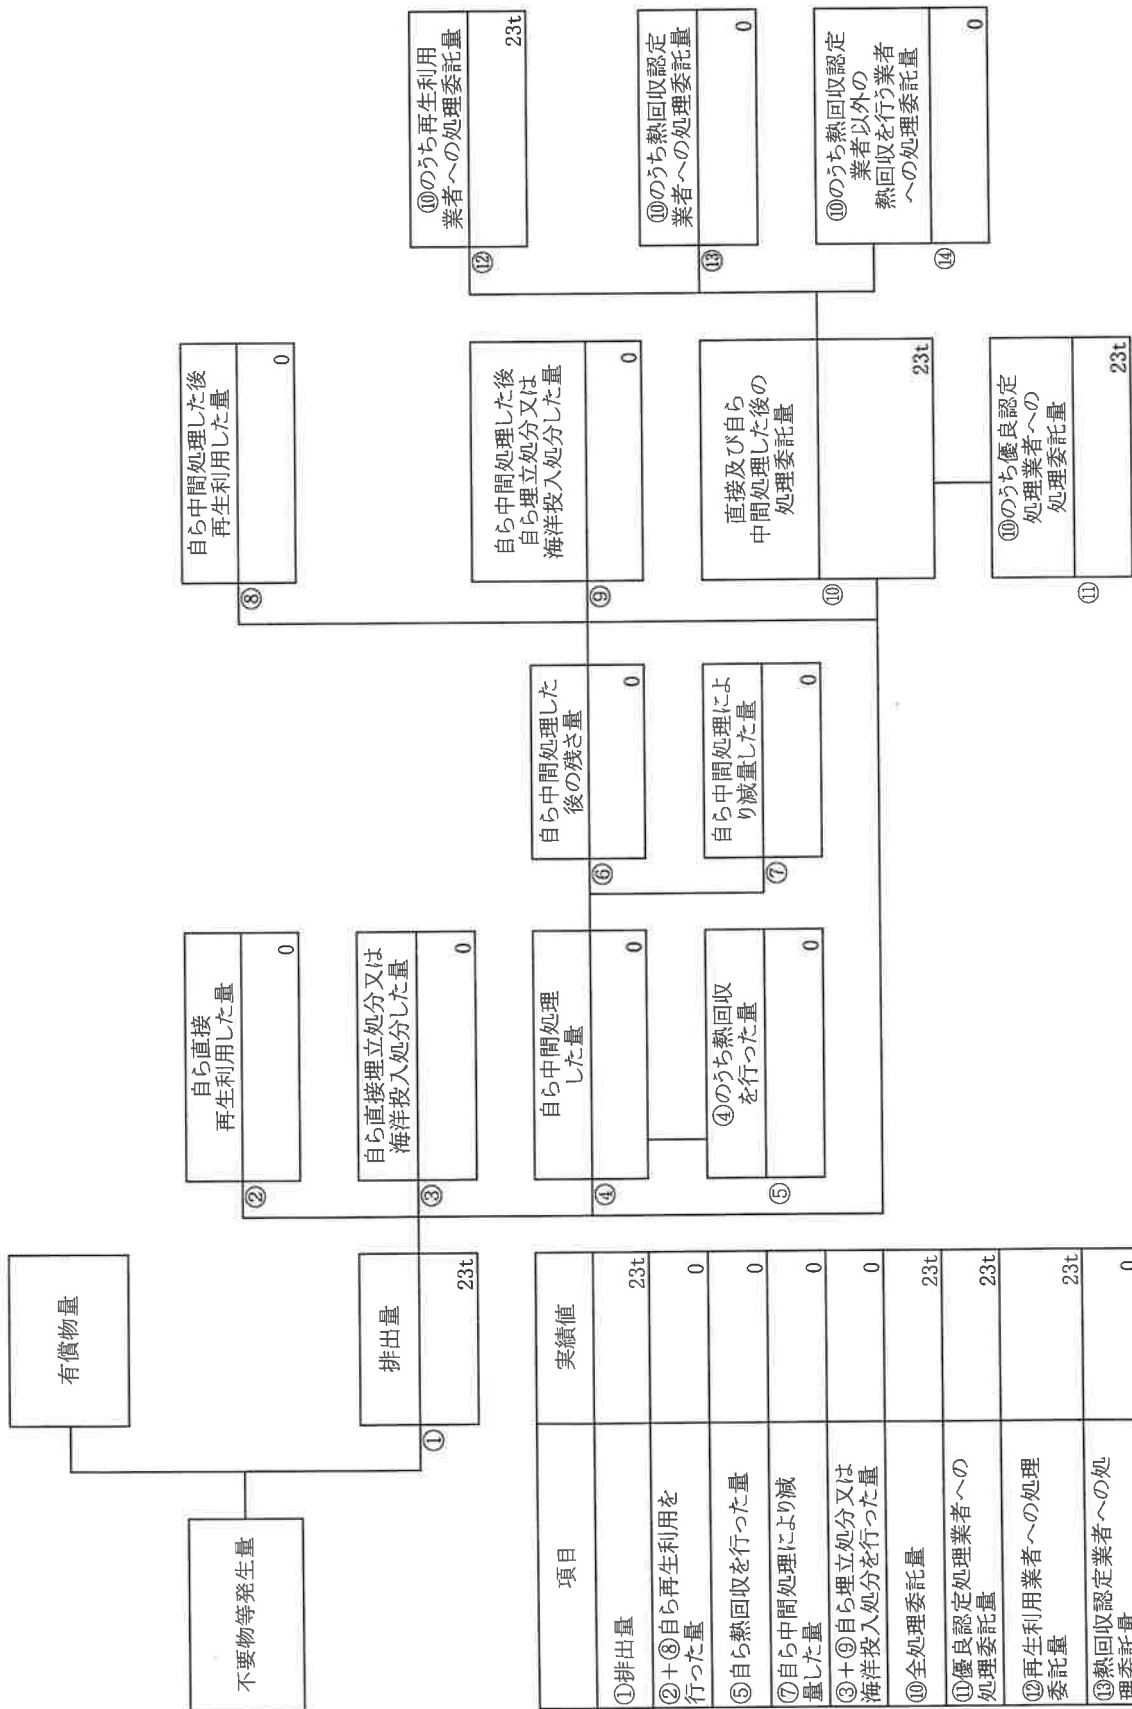 不要物等発生量
有償物量
排出量
①
23t
自ら直接
再生利用した量
②
0
自ら直接埋立処分又は
海洋投入処分した量
③
0
自ら中間処理
した量
④
0
④のうち熱回収
を行った量
⑤
0
自ら中間処理した
後の残さ量
⑥
0
自ら中間処理によ
り減量した量
⑦
0
自ら中間処理した後
再生利用した量
⑧
0
自ら中間処理した後
自ら埋立処分又は
海洋投入処分した量
⑨
0
直接及び自ら
中間処理した後の
処理委託量
⑩
23t
⑩のうち優良認定
処理業者への
処理委託量
⑪
23t
⑩のうち再生利用
業者への処理委託量
⑫
23t
⑩のうち熱回収認定
業者への処理委託量
⑬
0
⑩のうち熱回収認定
業者以外の
熱回収を行う業者
への処理委託量
⑭
0
項目 実績値
①排出量 23t
②+⑧自ら再生利用を
行った量 0
⑤自ら熱回収を行った量 0
⑦自ら中間処理により減
量した量 0
③+⑨自ら埋立処分又は
海洋投入処分を行った量 0
⑩全処理委託量 23t
⑪優良認定処理業者への
処理委託量 23t
⑫再生利用業者への処理
委託量 23t
⑬熱回収認定業者への処
理委託量 0